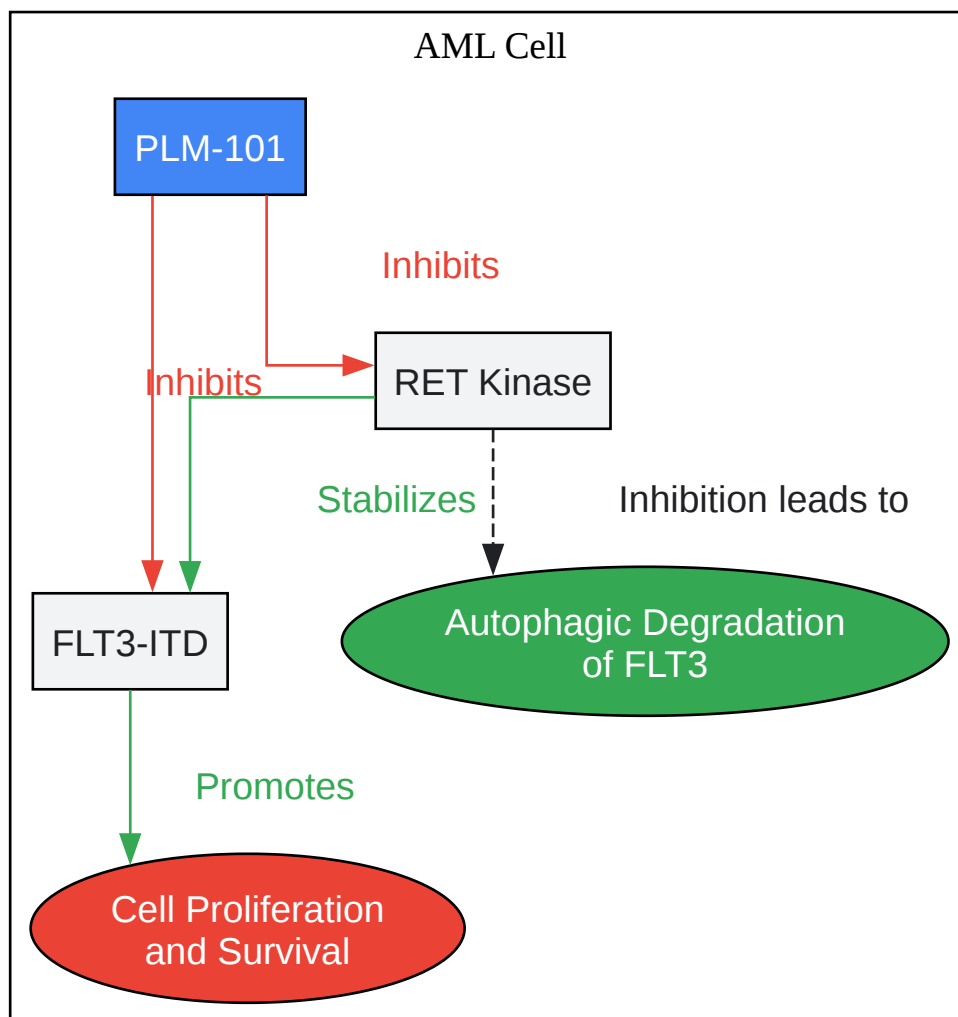 AML Cell
PLM-101
Inhibits
Inhibits
RET Kinase
Stabilizes
Inhibition leads to
FLT3-ITD
Autophagic Degradation
of FLT3
Promotes
Cell Proliferation
and Survival